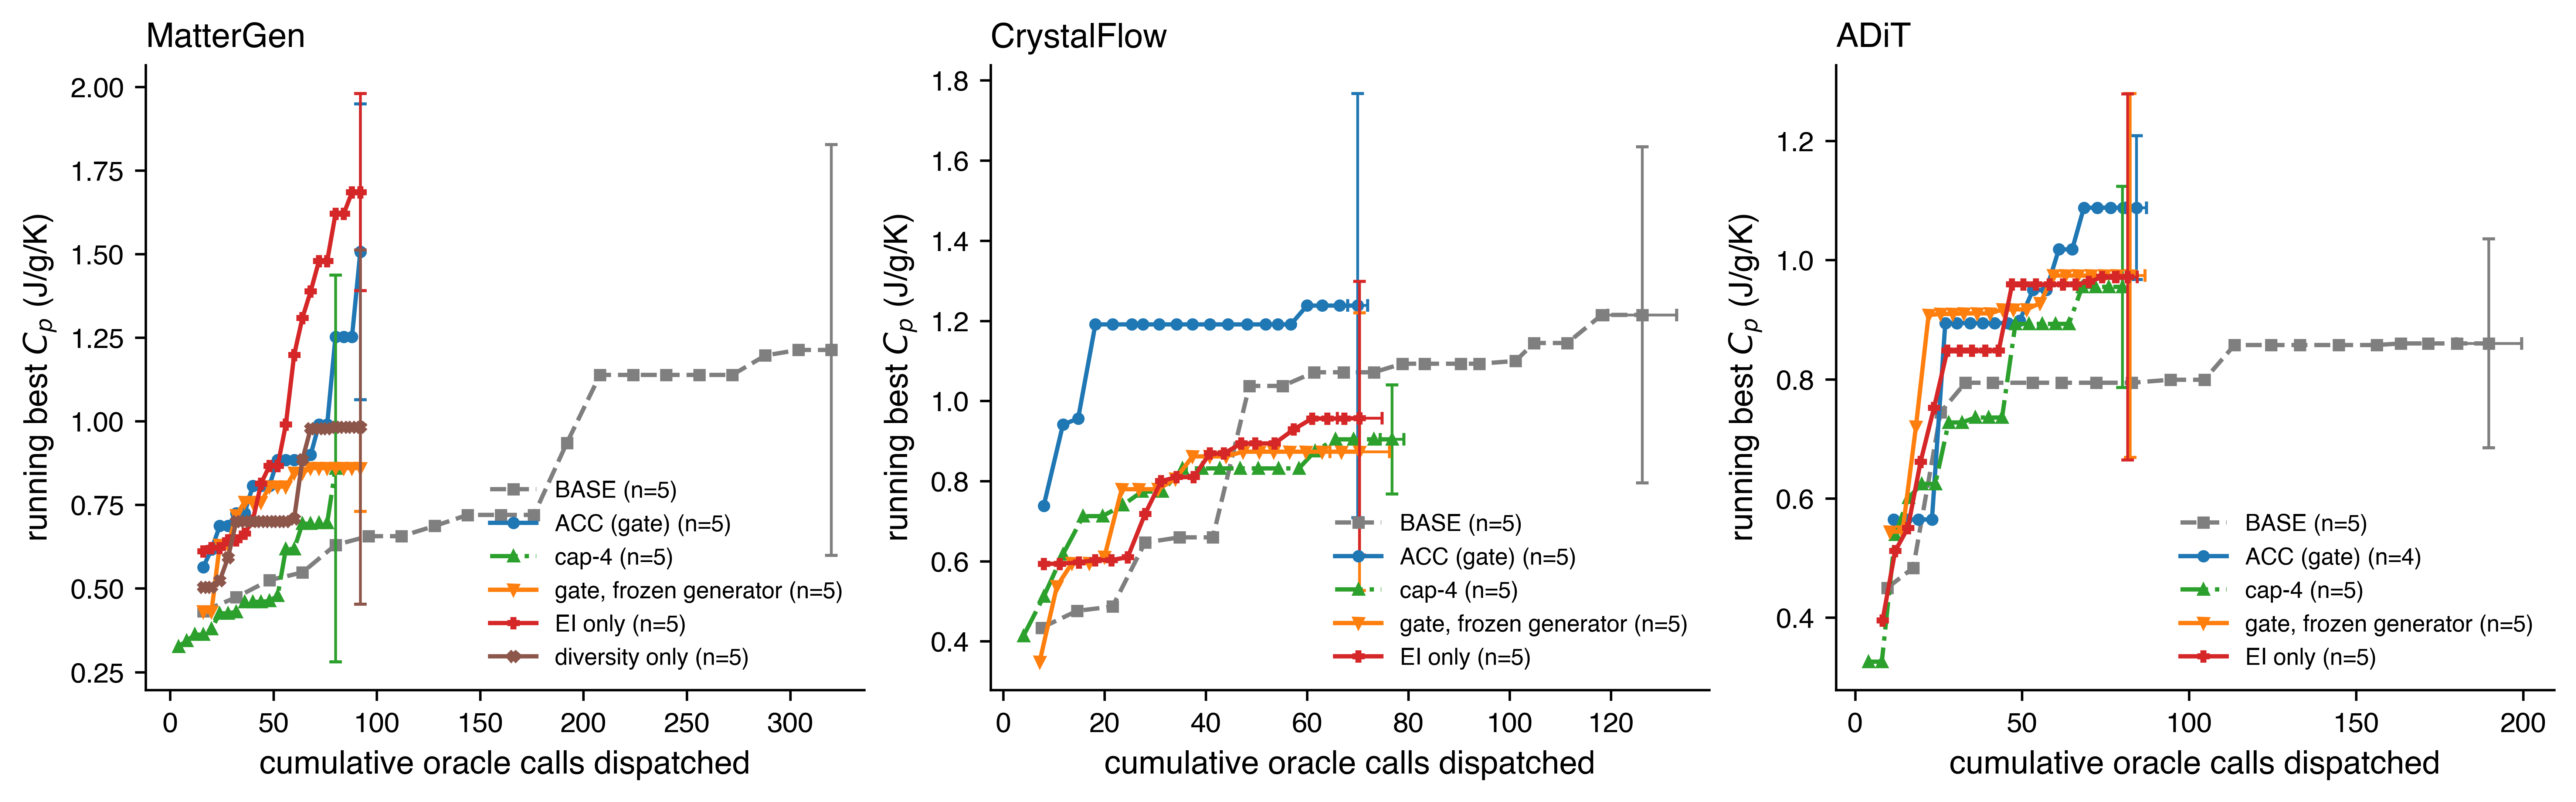 MatterGen
2.00
1.75
1.50
1.25
1.00
0.75
0.50
0.25
running best Cp (J/g/K)
0 50 100 150 200 250 300
cumulative oracle calls dispatched
BASE (n=5)
ACC (gate) (n=5)
cap-4 (n=5)
gate, frozen generator (n=5)
EI only (n=5)
diversity only (n=5)
CrystalFlow
1.8
1.6
1.4
1.2
1.0
0.8
0.6
0.4
running best Cp (J/g/K)
0 20 40 60 80 100 120
cumulative oracle calls dispatched
BASE (n=5)
ACC (gate) (n=5)
cap-4 (n=5)
gate, frozen generator (n=5)
EI only (n=5)
ADiT
1.2
1.0
0.8
0.6
0.4
running best Cp (J/g/K)
0 50 100 150 200
cumulative oracle calls dispatched
BASE (n=5)
ACC (gate) (n=4)
cap-4 (n=5)
gate, frozen generator (n=5)
EI only (n=5)